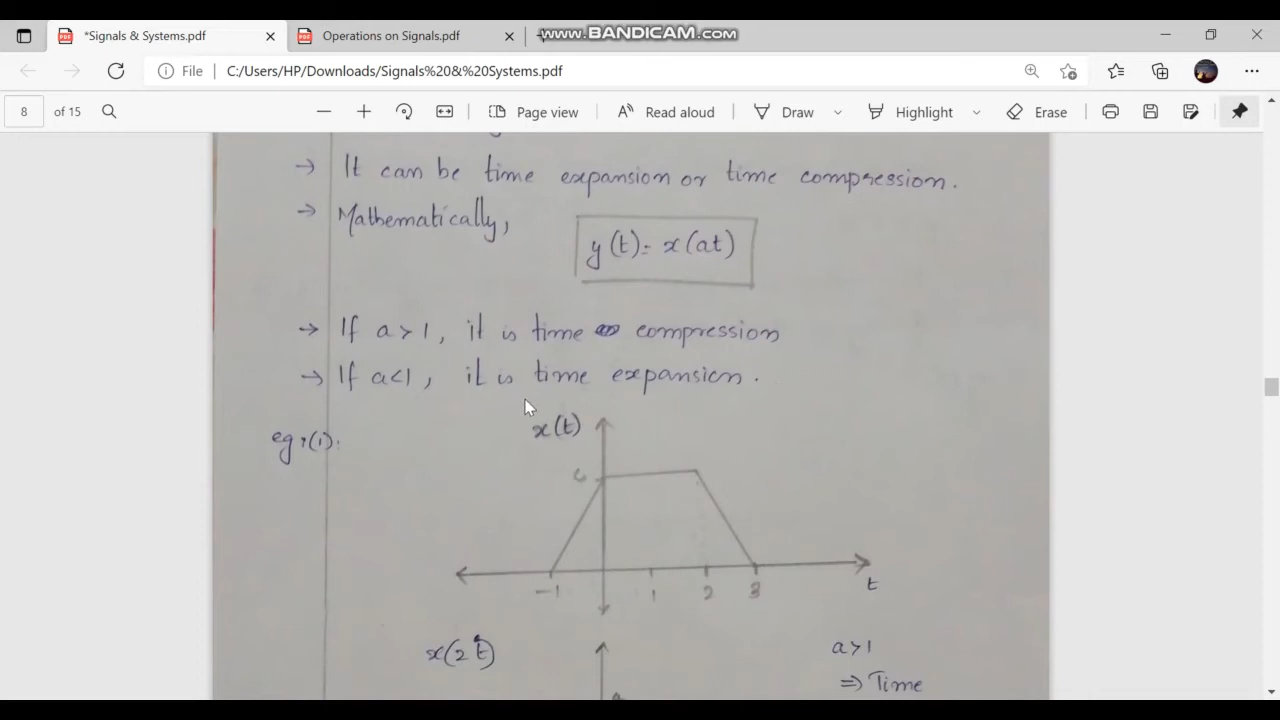 www.BANDICAM.com
*Signals & Systems.pdf
Operations on Signals.pdf
File
C:/Users/HP/Downloads/Signals%20&%20Systems.pdf
8 of 15
Page view
Read aloud
Draw
Highlight
Erase
→ It can be time expansion or time compression.
→ Mathematically,
y(t) = x(at)
→ If a > 1, it is time compression
→ If a < 1, it is time expansion.
eg:(1):
x(t)
-1 1 2 3
t
x(2t)
a>1
⇒ Time